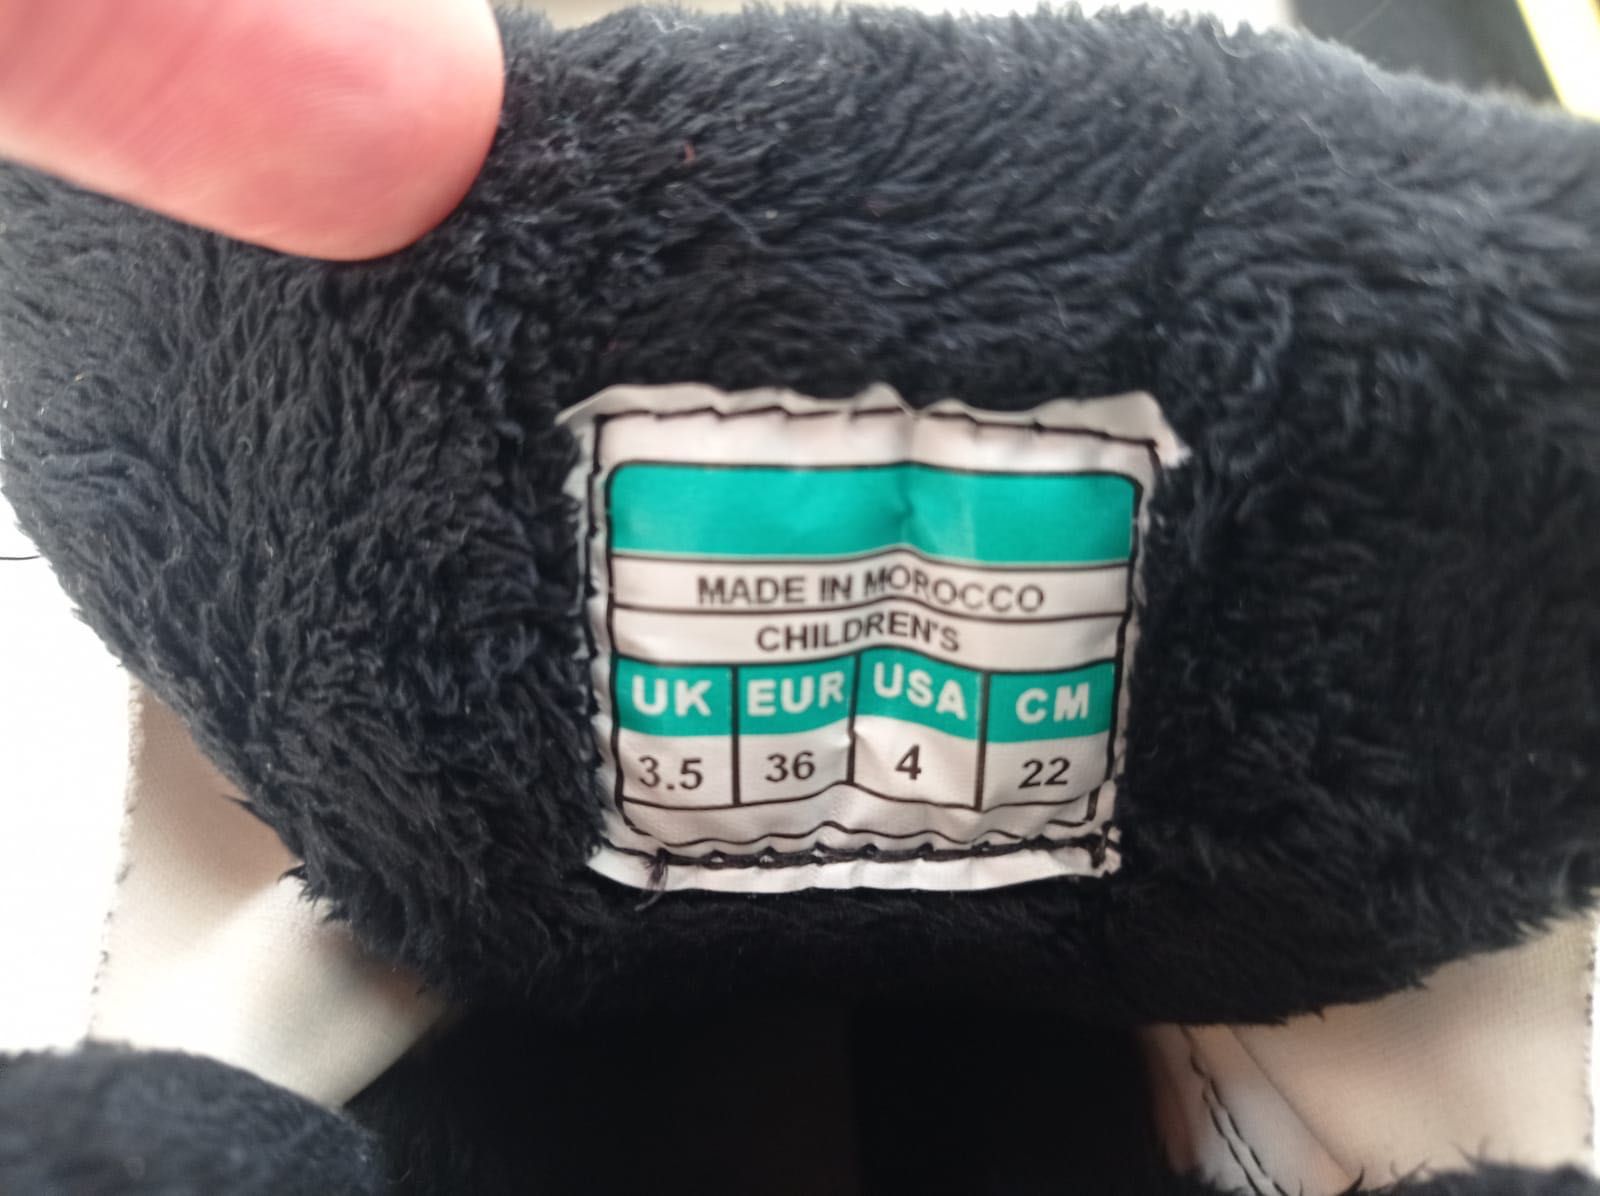 MADE IN MOROCCO
CHILDREN'S
UK EUR USA CM
3.5 36 4 22